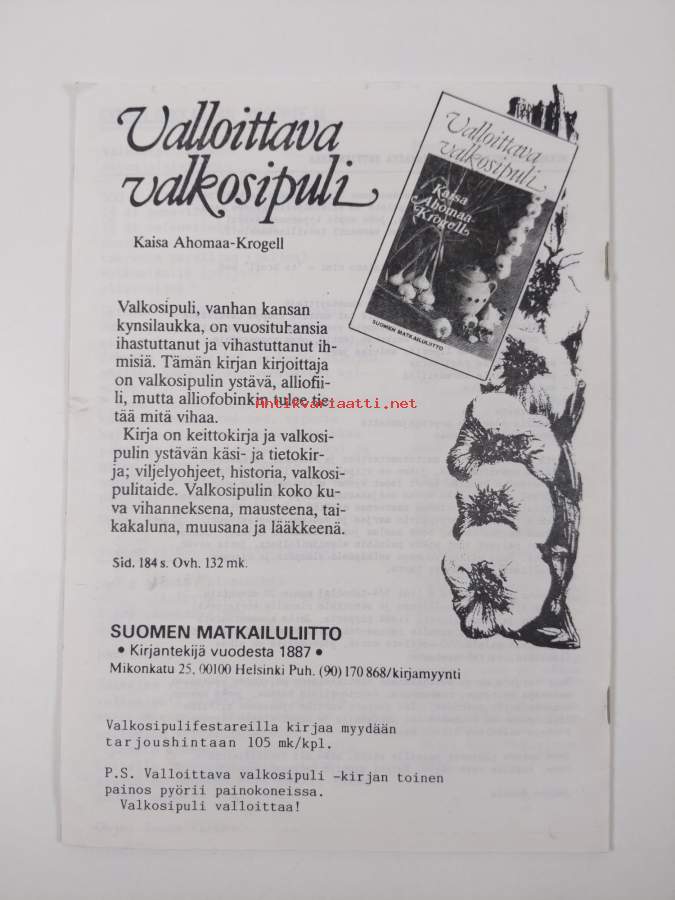 Valloittava
valkosipuli
Kaisa Ahomaa-Krogell
Valloittava
valkosipuli
Kaisa
Ahomaa-
Krogell
SUOMEN MATKAILULIITTO
Valkosipuli, vanhan kansan
kynsilaukka, on vuosituhansia
ihastuttanut ja vihastuttanut ih-
misiä. Tämän kirjan kirjoittaja
on valkosipulin ystävä, alliofii-
li, mutta alliofobinkin tulee tie-
tää mitä vihaa.
Antikvariaatti.net
Kirja on keittokirja ja valkosi-
pulin ystävän käsi- ja tietokir-
ja; viljelyohjeet, historia, valkosi-
pulitaide. Valkosipulin koko ku-
va vihanneksena, mausteena, tai-
kakaluna, muusana ja lääkkeenä.
Sid. 184 s. Ovh. 132 mk.
SUOMEN MATKAILULIITTO
• Kirjantekijä vuodesta 1887 •
Mikonkatu 25, 00100 Helsinki Puh. (90) 170 868/kirjamyynti
Valkosipulifestareilla kirjaa myydään
tarjoushintaan 105 mk/kpl.
P.S. Valloittava valkosipuli -kirjan toinen
painos pyörii painokoneissa.
Valkosipuli valloittaa!